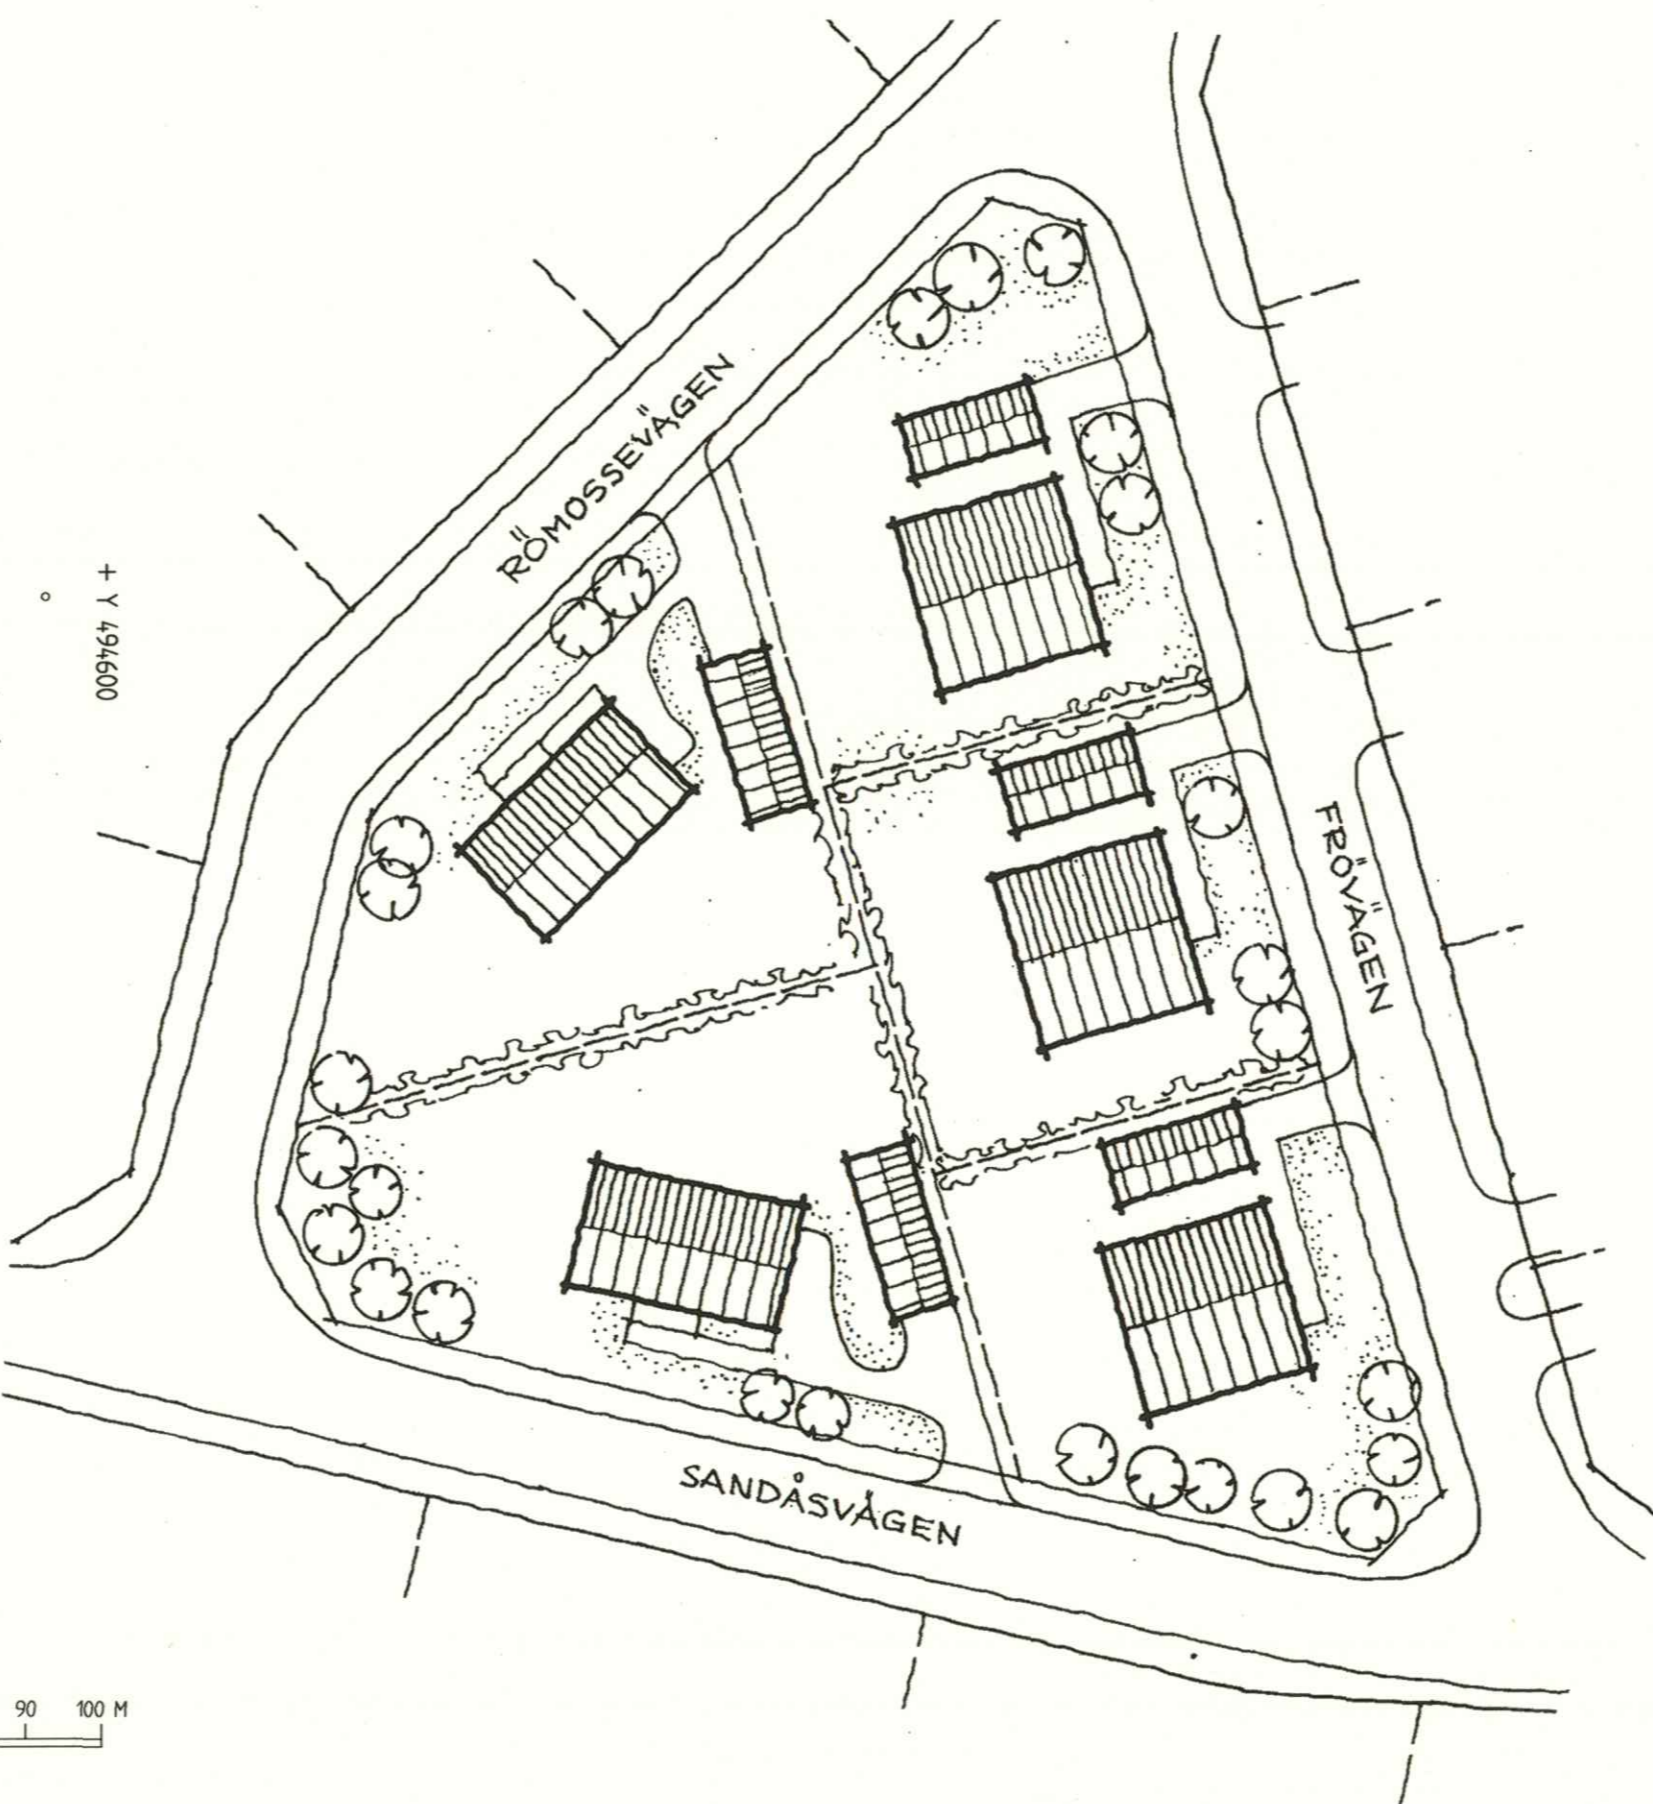 RÖMOSSEVÄGEN
+ Y 494600
FRÖVÄGEN
SANDÅSVÄGEN
90 100 M